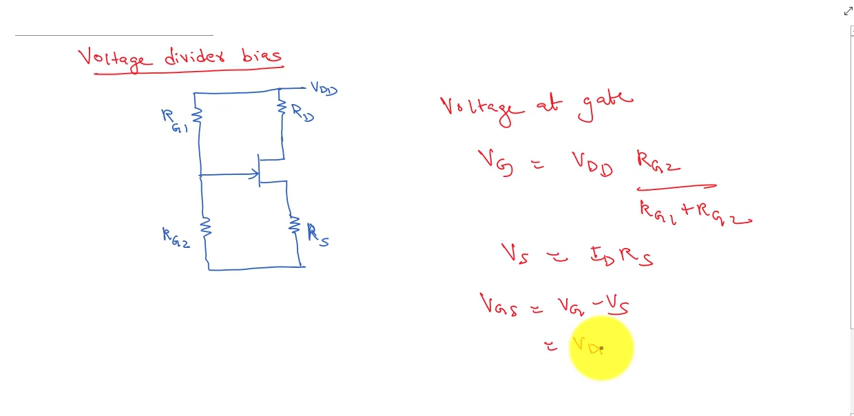 Voltage divider bias
VDD
RG1
RD
RG2
RS
Voltage at gate
VG = VDD RG2
RG1 + RG2
VS = IDRS
VGS = VG - VS
= VD